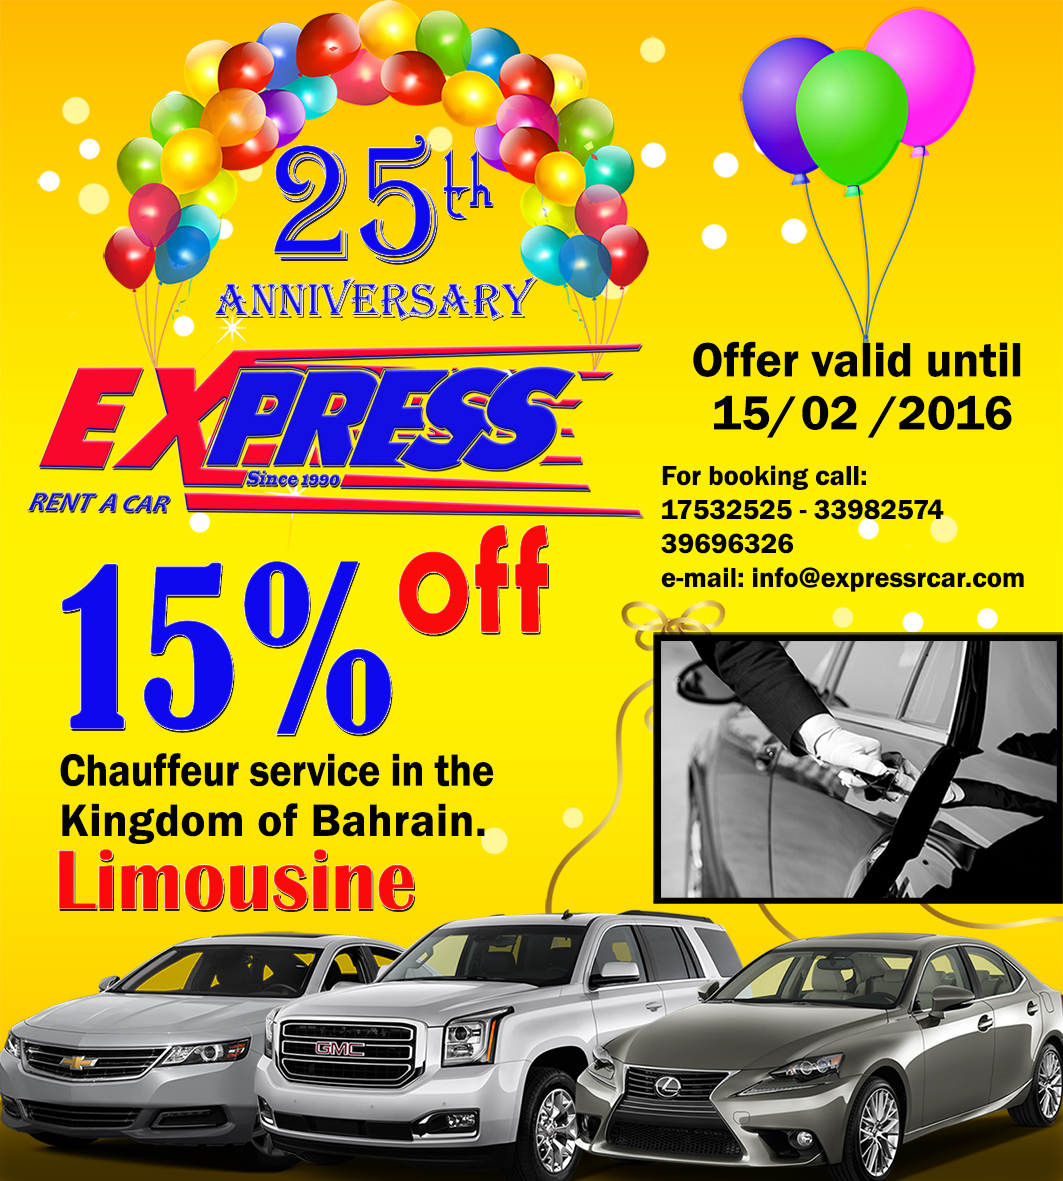 25th
ANNIVERSARY
EXPRESS
Since 1990
RENT A CAR
Offer valid until
15/02 /2016
For booking call:
17532525 - 33982574
39696326
e-mail: info@expressrcar.com
15% off
Chauffeur service in the
Kingdom of Bahrain.
Limousine
GMC